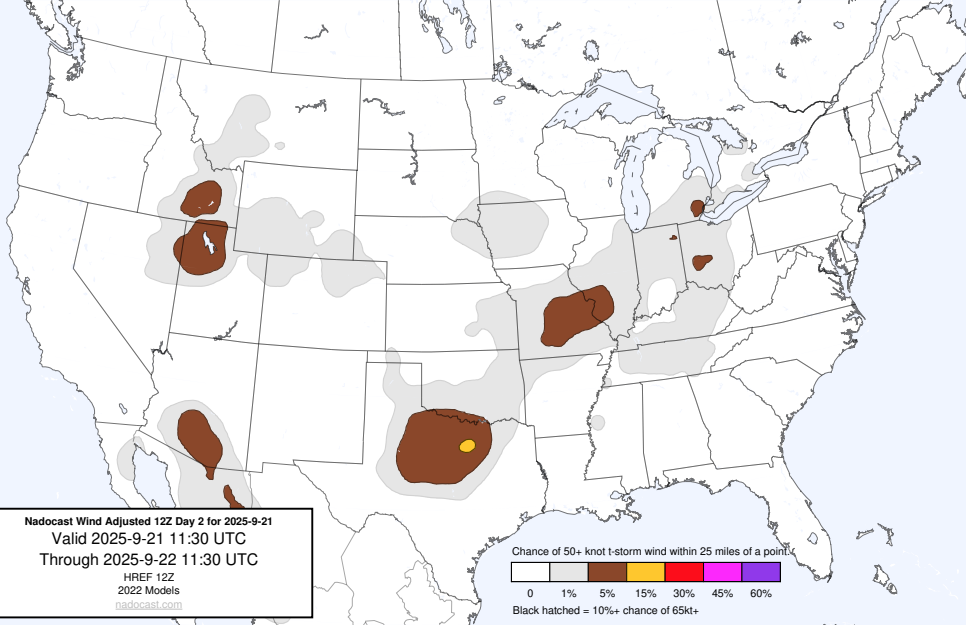 Nadocast Wind Adjusted 12Z Day 2 for 2025-9-21
Valid 2025-9-21 11:30 UTC
Through 2025-9-22 11:30 UTC
HREF 12Z
2022 Models
nadocast.com
Chance of 50+ knot t-storm wind within 25 miles of a point.
0 1% 5% 15% 30% 45% 60%
Black hatched = 10%+ chance of 65kt+